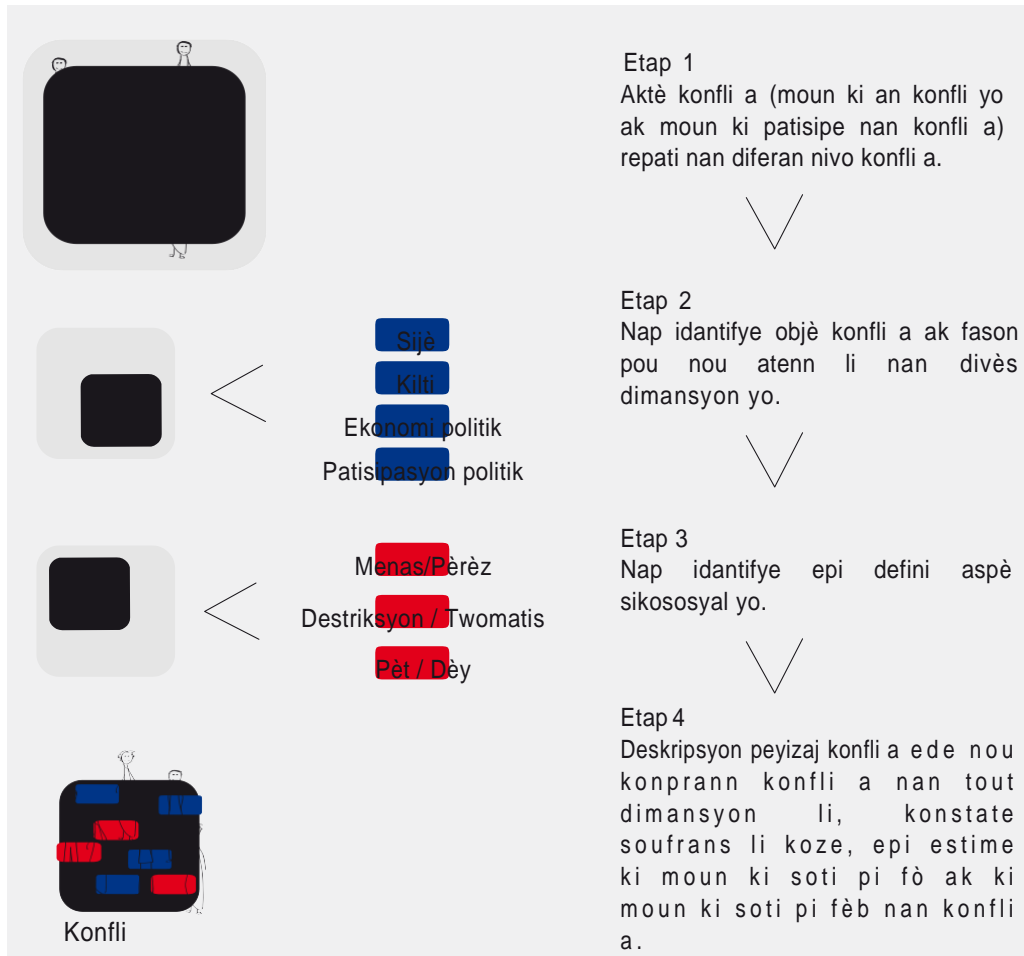 Etap 1
Aktè konfli a (moun ki an konfli yo
ak moun ki patisipe nan konfli a)
repati nan diferan nivo konfli a.
Etap 2
Nap idantifye objè konfli a ak fason
pou nou atenn li nan divès
dimansyon yo.
Sijè
Kilti
Ekonomi politik
Patisipasyon politik
Etap 3
Nap idantifye epi defini aspè
sikososyal yo.
Menas/Pèrèz
Destriksyon / Twomatis
Pèt / Dèy
Etap 4
Deskripsyon peyizaj konfli a ede nou
konprann konfli a nan tout
dimansyon li, konstate
soufrans li koze, epi estime
ki moun ki soti pi fò ak ki
moun ki soti pi fèb nan konfli
a.
Konfli